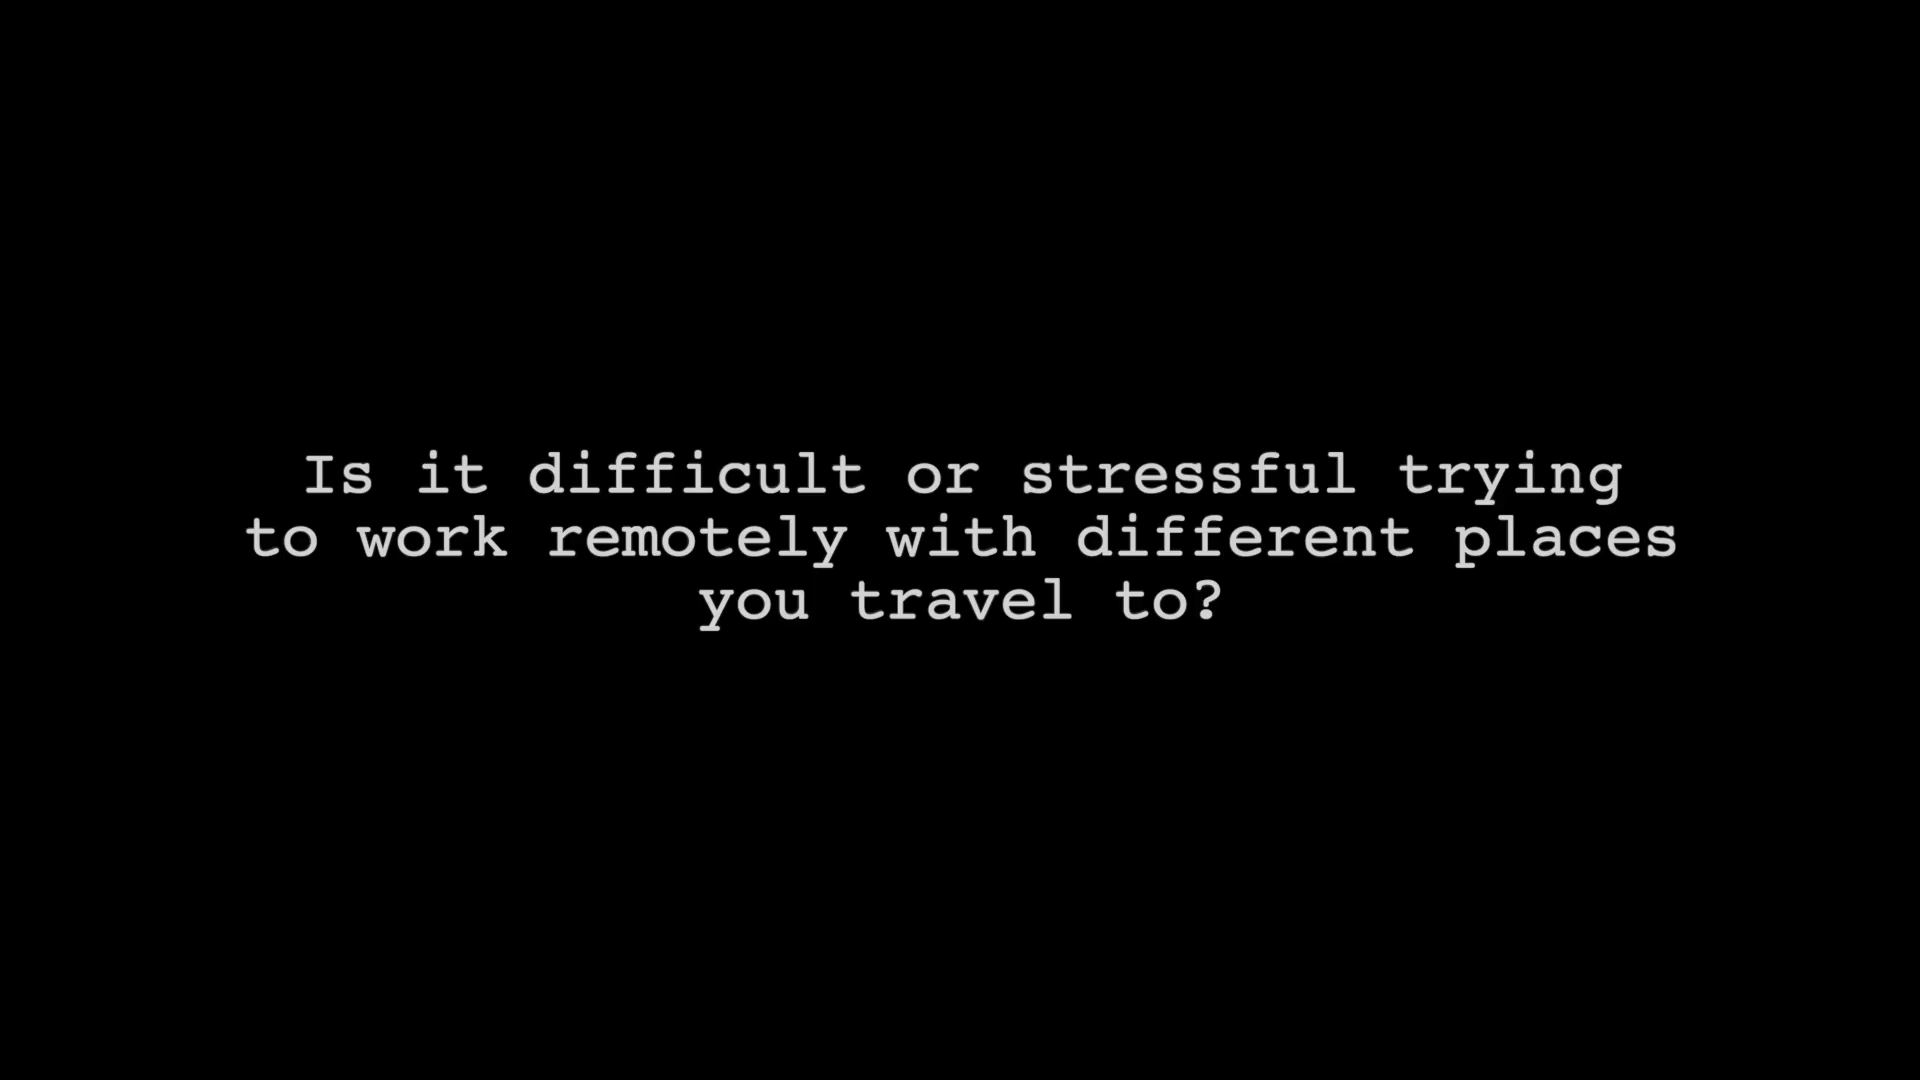 Is it difficult or stressful trying
to work remotely with different places
you travel to?